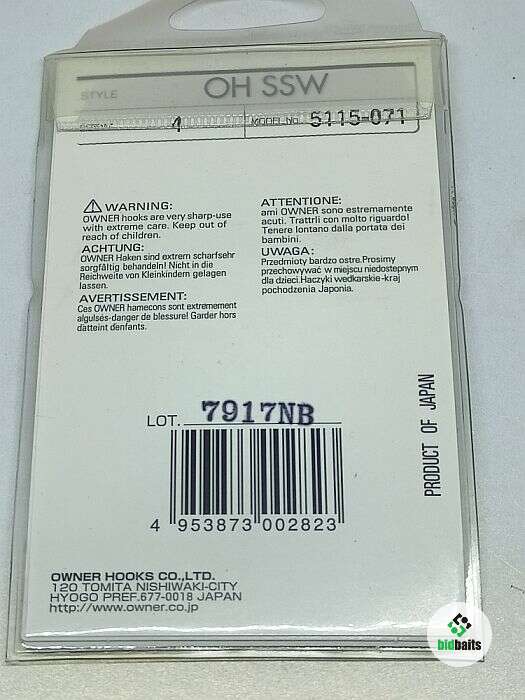 STYLE
OH SSW
4
MODEL NO. 5115-071
WARNING:
OWNER hooks are very sharp-use
with extreme care. Keep out of
reach of children.
ACHTUNG:
OWNER Haken sind extrem scharfsehr
sorgfältig behandeln! Nicht in die
Reichweite von Kleinkindern gelagen
lassen.
AVERTISSEMENT:
Ces OWNER hamecons sont extremement
algulsés-danger de blessure! Garder hors
datteint denfants.
ATTENTIONE:
ami OWNER sono estremamente
acuti. Trattrli con molto riguardo!
Tenere lontano dalla portata dei
bambini.
UWAGA:
Przedmioty bardzo ostre.Prosimy
przechowywać w miejscu niedostępnym
dla dzieci.Haczyki wędkarskie-kraj
pochodzenia Japonia.
LOT. 7917NB
4 953873 002823
PRODUCT OF JAPAN
OWNER HOOKS CO.,LTD.
120 TOMITA NISHIWAKI-CITY
HYOGO PREF.677-0018 JAPAN
http://www.owner.co.jp
bidbaits